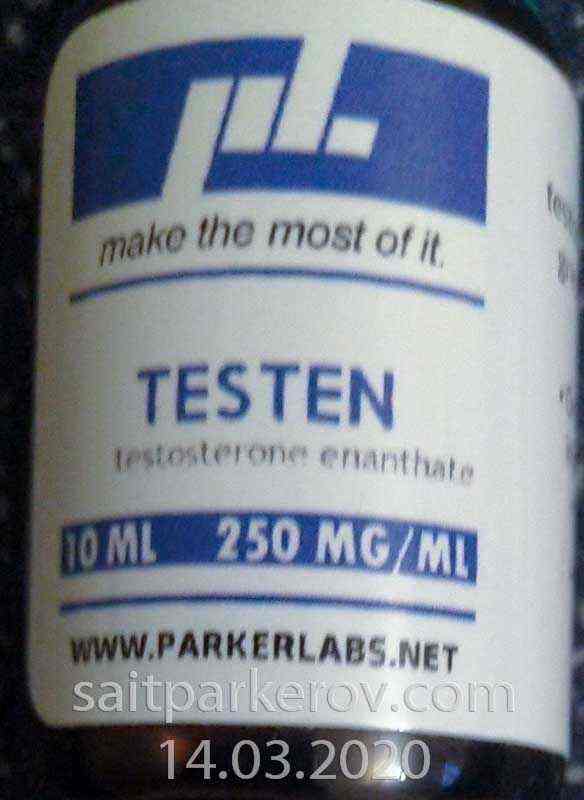 pl.
make the most of it.
TESTEN
testosterone enanthate
10 ML 250 MG/ML
WWW.PARKERLABS.NET
saitparkerov.com
14.03.2020